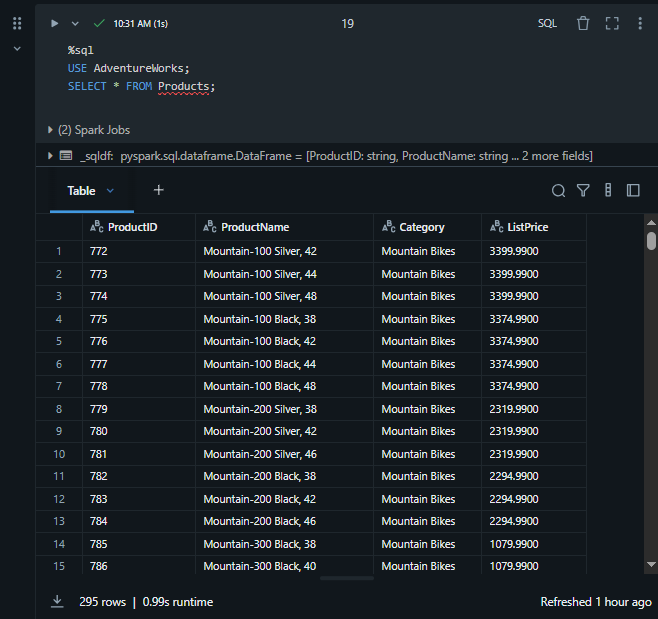 10:31 AM (1s) 19 SQL
%sql
USE AdventureWorks;
SELECT * FROM Products;
(2) Spark Jobs
_sqldf: pyspark.sql.dataframe.DataFrame = [ProductID: string, ProductName: string ... 2 more fields]
Table +
ABC ProductID ABC ProductName ABC Category ABC ListPrice
1 772 Mountain-100 Silver, 42 Mountain Bikes 3399.9900
2 773 Mountain-100 Silver, 44 Mountain Bikes 3399.9900
3 774 Mountain-100 Silver, 48 Mountain Bikes 3399.9900
4 775 Mountain-100 Black, 38 Mountain Bikes 3374.9900
5 776 Mountain-100 Black, 42 Mountain Bikes 3374.9900
6 777 Mountain-100 Black, 44 Mountain Bikes 3374.9900
7 778 Mountain-100 Black, 48 Mountain Bikes 3374.9900
8 779 Mountain-200 Silver, 38 Mountain Bikes 2319.9900
9 780 Mountain-200 Silver, 42 Mountain Bikes 2319.9900
10 781 Mountain-200 Silver, 46 Mountain Bikes 2319.9900
11 782 Mountain-200 Black, 38 Mountain Bikes 2294.9900
12 783 Mountain-200 Black, 42 Mountain Bikes 2294.9900
13 784 Mountain-200 Black, 46 Mountain Bikes 2294.9900
14 785 Mountain-300 Black, 38 Mountain Bikes 1079.9900
15 786 Mountain-300 Black, 40 Mountain Bikes 1079.9900
295 rows | 0.99s runtime Refreshed 1 hour ago